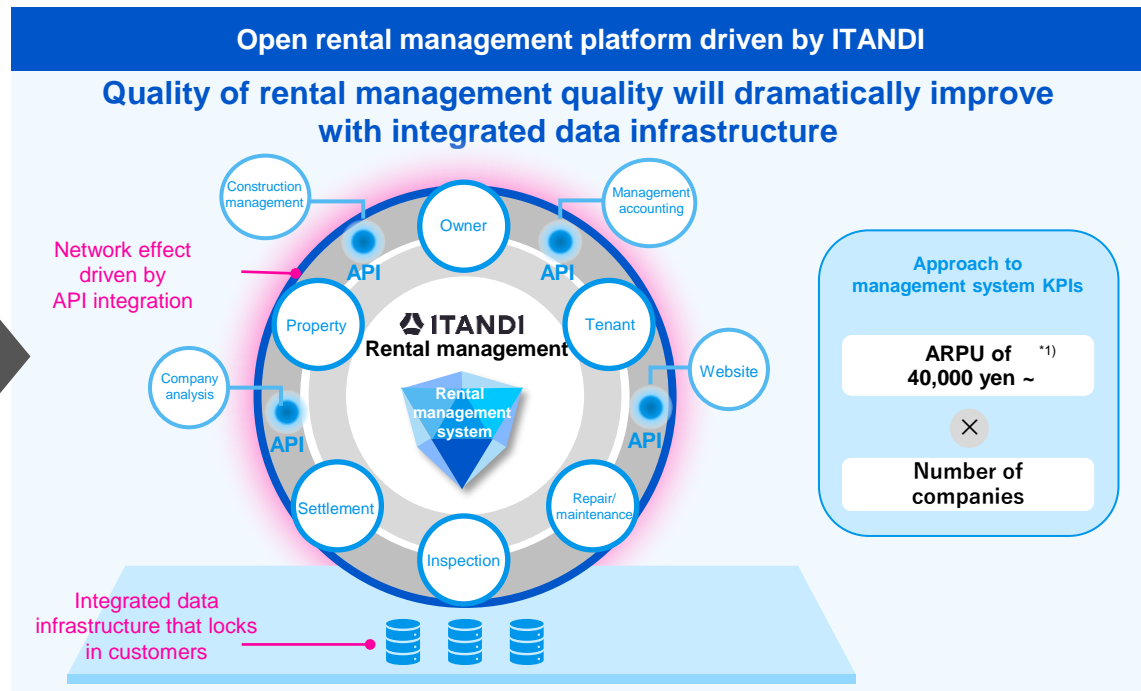 Open rental management platform driven by ITANDI
Quality of rental management quality will dramatically improve
with integrated data infrastructure
Construction
management
Management
accounting
Owner
Network effect
driven by
API integration
API
API
Property
Tenant
ITANDI
Rental management
Company
analysis
Website
Rental
management
system
API
API
Settlement
Repair/
maintenance
Inspection
Integrated data
infrastructure that locks
in customers
Approach to
management system KPIs
ARPU of *1)
40,000 yen ~
×
Number of
companies